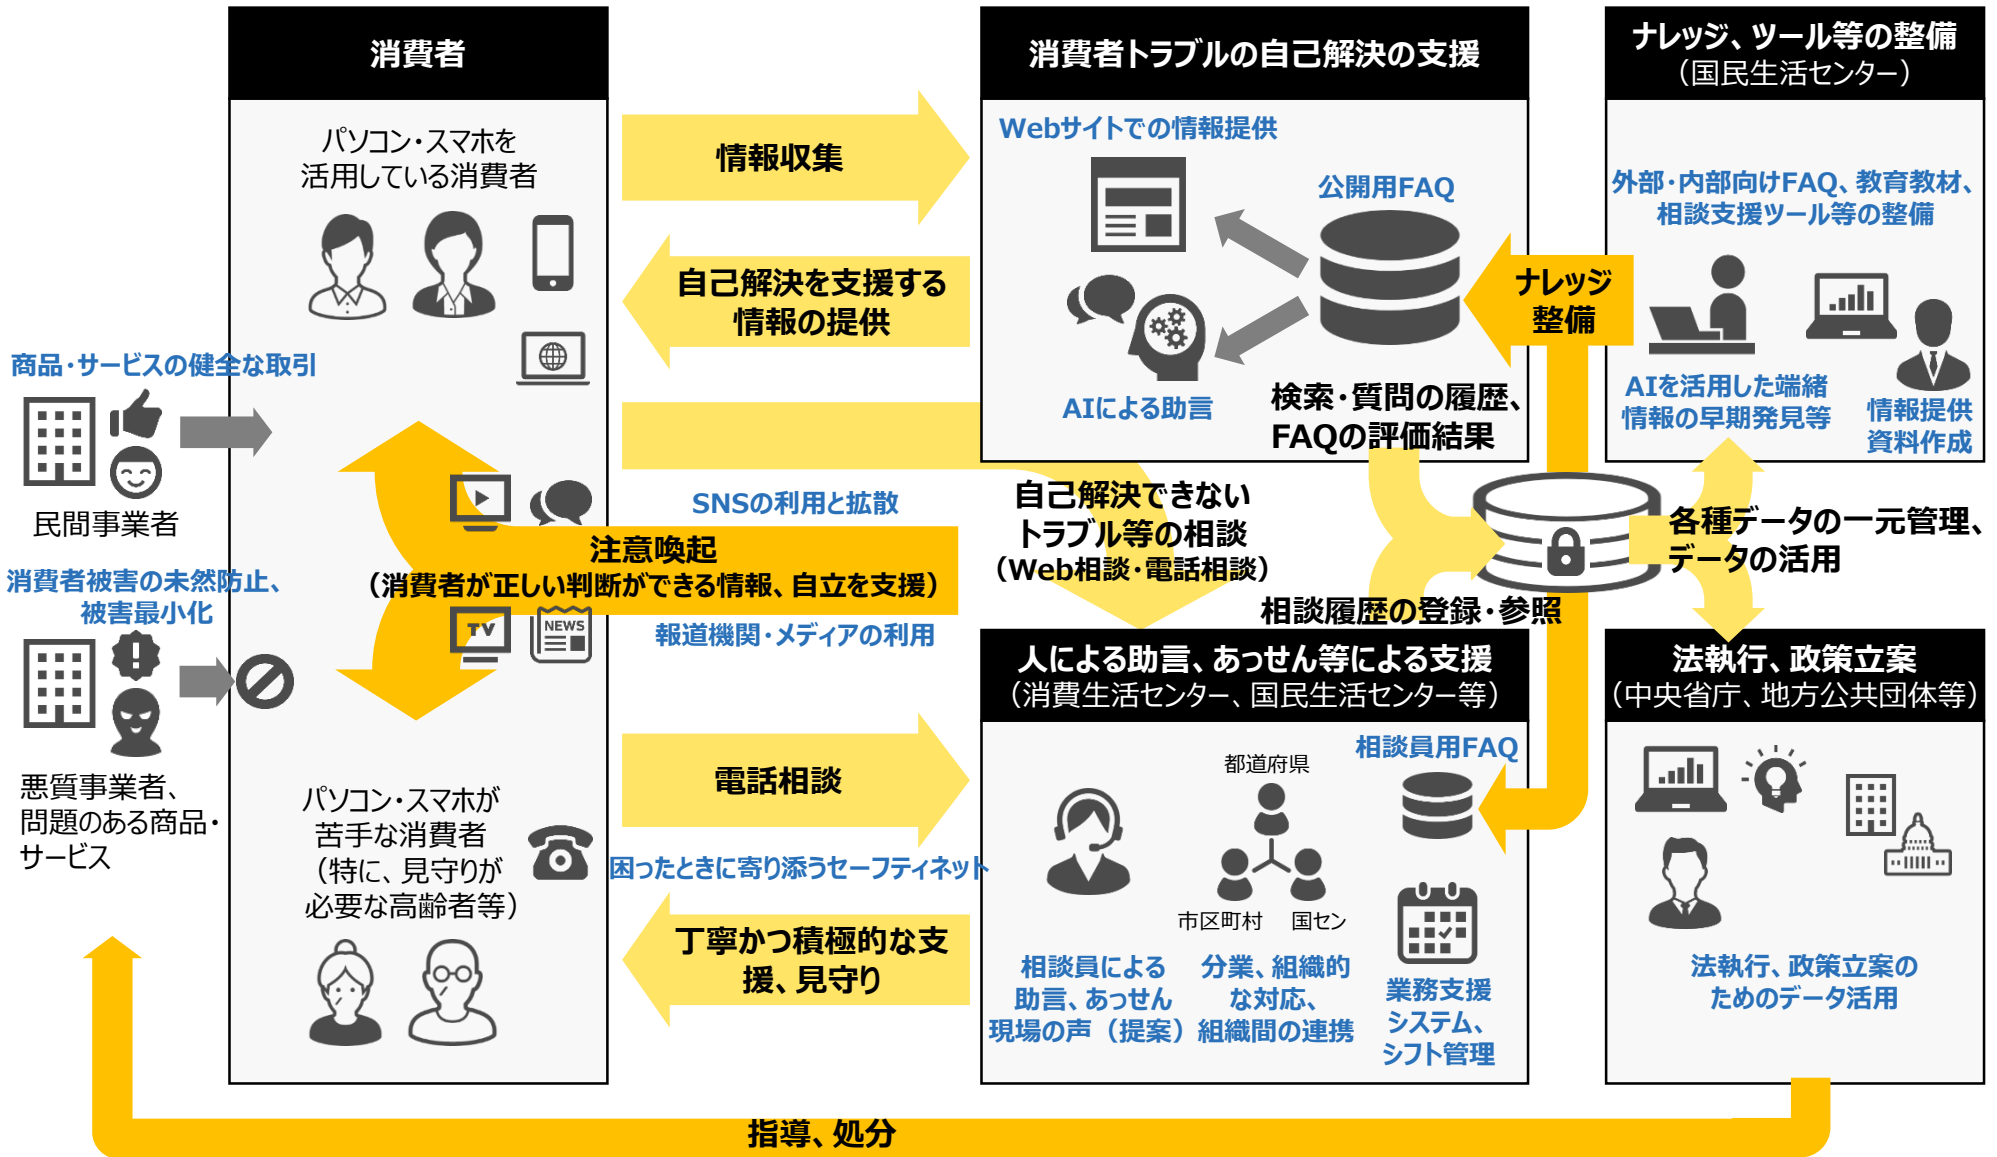 消費者
パソコン・スマホを
活用している消費者
商品・サービスの健全な取引
民間事業者
消費者被害の未然防止、
被害最小化
悪質事業者、
問題のある商品・
サービス
パソコン・スマホが
苦手な消費者
（特に、見守りが
必要な高齢者等）
情報収集
自己解決を支援する
情報の提供
SNSの利用と拡散
注意喚起
（消費者が正しい判断ができる情報、自立を支援）
TV
NEWS
報道機関・メディアの利用
電話相談
困ったときに寄り添うセーフティネット
丁寧かつ積極的な支
援、見守り
消費者トラブルの自己解決の支援
Webサイトでの情報提供
公開用FAQ
AIによる助言
検索・質問の履歴、
FAQの評価結果
自己解決できない
トラブル等の相談
（Web相談・電話相談）
相談履歴の登録・参照
人による助言、あっせん等による支援
（消費生活センター、国民生活センター等）
相談員用FAQ
都道府県
市区町村
国セン
相談員による
助言、あっせん
現場の声（提案）
分業、組織的
な対応、
組織間の連携
業務支援
システム、
シフト管理
ナレッジ、ツール等の整備
（国民生活センター）
外部・内部向けFAQ、教育教材、
相談支援ツール等の整備
ナレッジ
整備
AIを活用した端緒
情報の早期発見等
情報提供
資料作成
各種データの一元管理、
データの活用
法執行、政策立案
（中央省庁、地方公共団体等）
法執行、政策立案の
ためのデータ活用
指導、処分